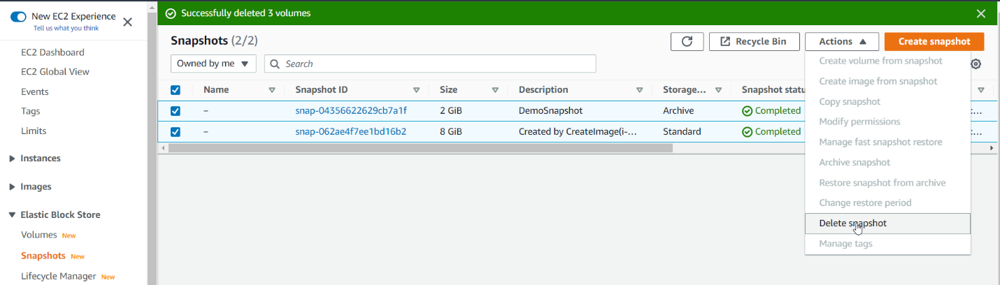 New EC2 Experience
Tell us what you think
EC2 Dashboard
EC2 Global View
Events
Tags
Limits
Instances
Images
Elastic Block Store
Volumes New
Snapshots New
Lifecycle Manager New
Successfully deleted 3 volumes
Snapshots (2/2)
Recycle Bin
Actions
Create snapshot
Owned by me
Search
Name Snapshot ID Size Description Storage... Snapshot statu
– snap-04356622629cb7a1f 2 GiB DemoSnapshot Archive Completed :...
– snap-062ae4f7ee1bd16b2 8 GiB Created by CreateImage(i-... Standard Completed :...
Create volume from snapshot
Create image from snapshot
Copy snapshot
Modify permissions
Manage fast snapshot restore
Archive snapshot
Restore snapshot from archive
Change restore period
Delete snapshot
Manage tags